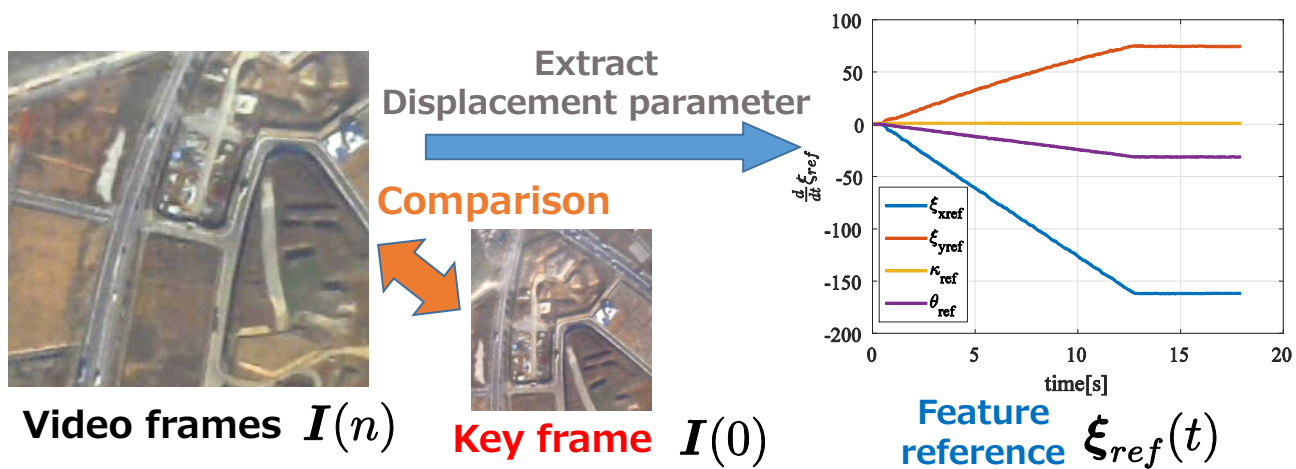 Extract
Displacement parameter
Comparison
Video frames I(n)
Key frame I(0)
100
50
0
-50
-100
-150
-200
d/dt ξref
ξxref
ξyref
κref
θref
0 5 10 15 20
time[s]
Feature
reference ξref(t)